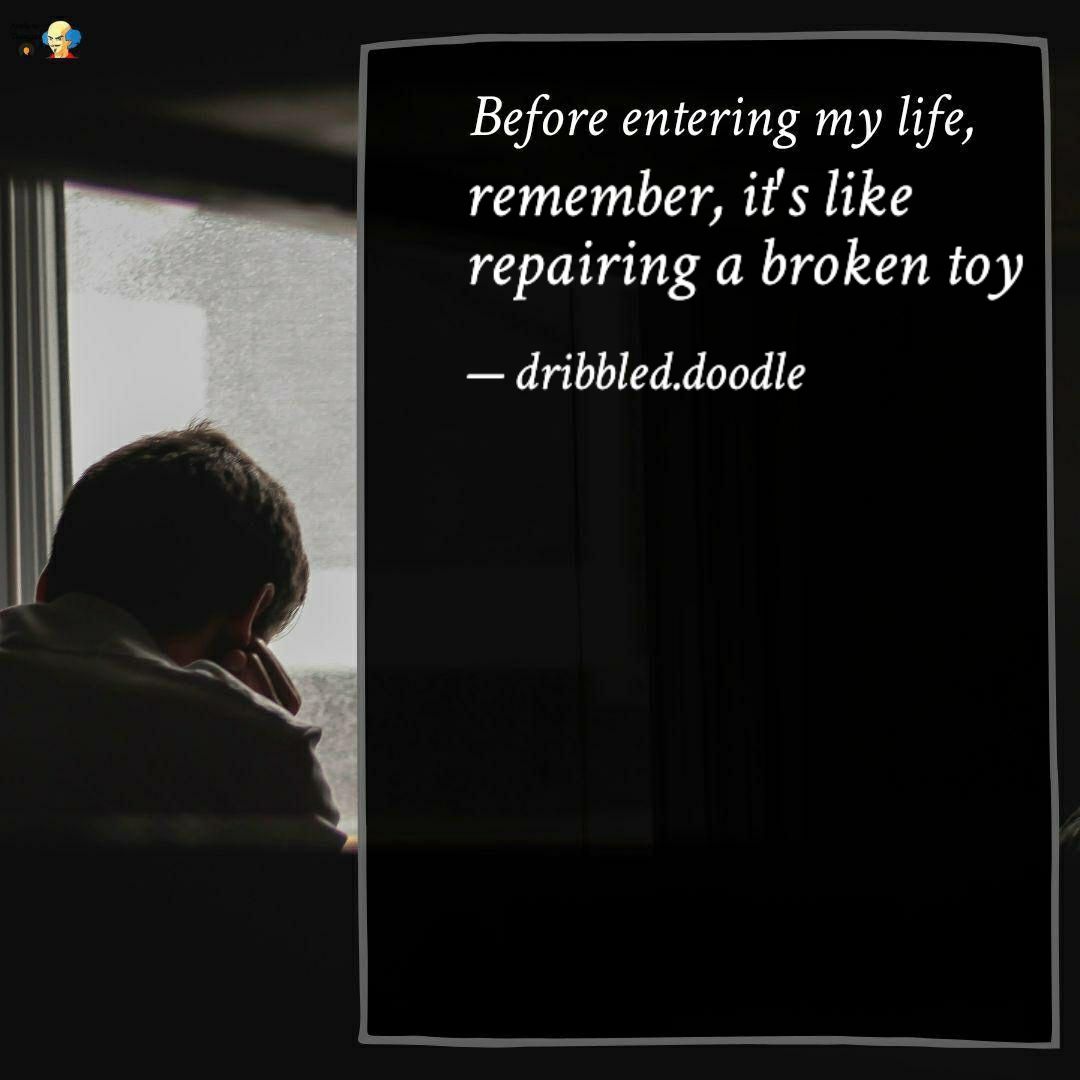 Before entering my life,
remember, it's like
repairing a broken toy
— dribbled.doodle